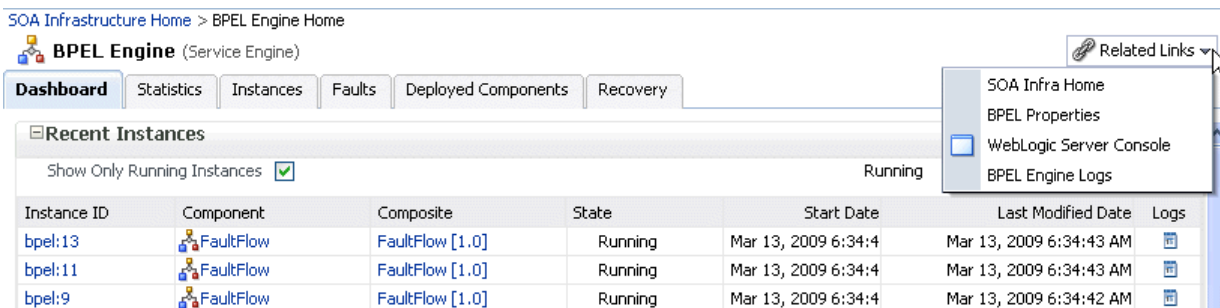 SOA Infrastructure Home > BPEL Engine Home
BPEL Engine (Service Engine)
Related Links
Dashboard Statistics Instances Faults Deployed Components Recovery
SOA Infra Home
BPEL Properties
WebLogic Server Console
BPEL Engine Logs
Recent Instances
Show Only Running Instances Running
Instance ID Component Composite State Start Date Last Modified Date Logs
bpel:13 FaultFlow FaultFlow [1.0] Running Mar 13, 2009 6:34:4 Mar 13, 2009 6:34:43 AM
bpel:11 FaultFlow FaultFlow [1.0] Running Mar 13, 2009 6:34:4 Mar 13, 2009 6:34:43 AM
bpel:9 FaultFlow FaultFlow [1.0] Running Mar 13, 2009 6:34:4 Mar 13, 2009 6:34:42 AM